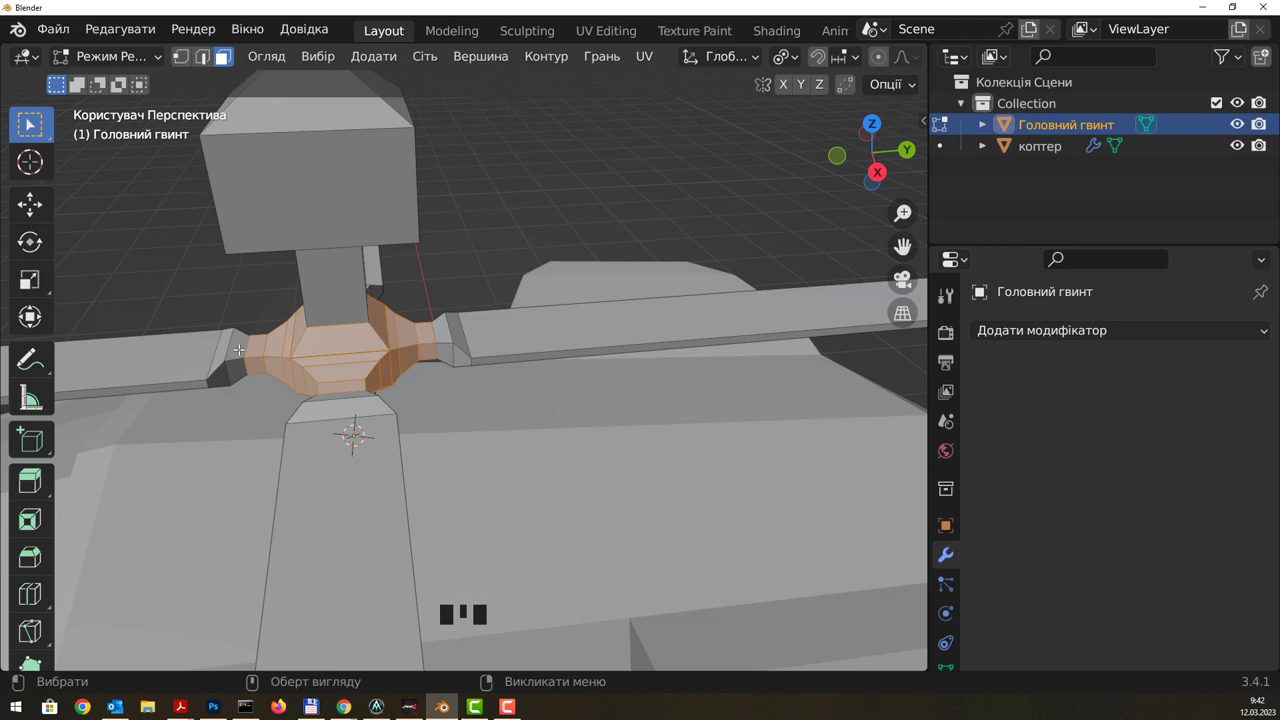 Blender
Файл Редагувати Рендер Вікно Довідка Layout Modeling Sculpting UV Editing Texture Paint Shading Anim Scene ViewLayer
Режим Ре... Огляд Вибір Додати Сіть Вершина Контур Грань UV Глоб...
X Y Z Опції
Користувач Перспектива
(1) Головний гвинт
Z
Y
X
Колекція Сцени
Collection
Головний гвинт
коптер
Головний гвинт
Додати модифікатор
Вибрати Оберт вигляду Викликати меню 3.4.1
9:42
12.03.2023